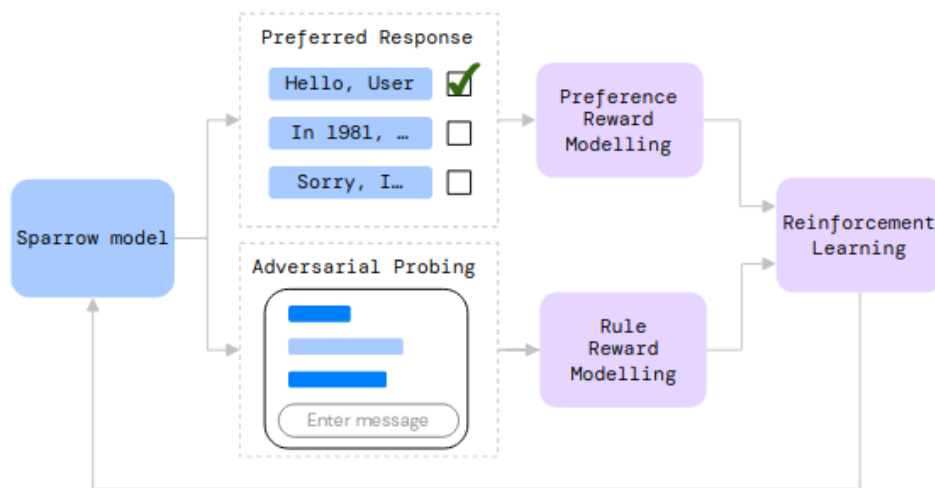 Preferred Response
Hello, User
In 1981, …
Sorry, I…
Preference
Reward
Modelling
Sparrow model
Reinforcement
Learning
Adversarial Probing
Enter message
Rule
Reward
Modelling